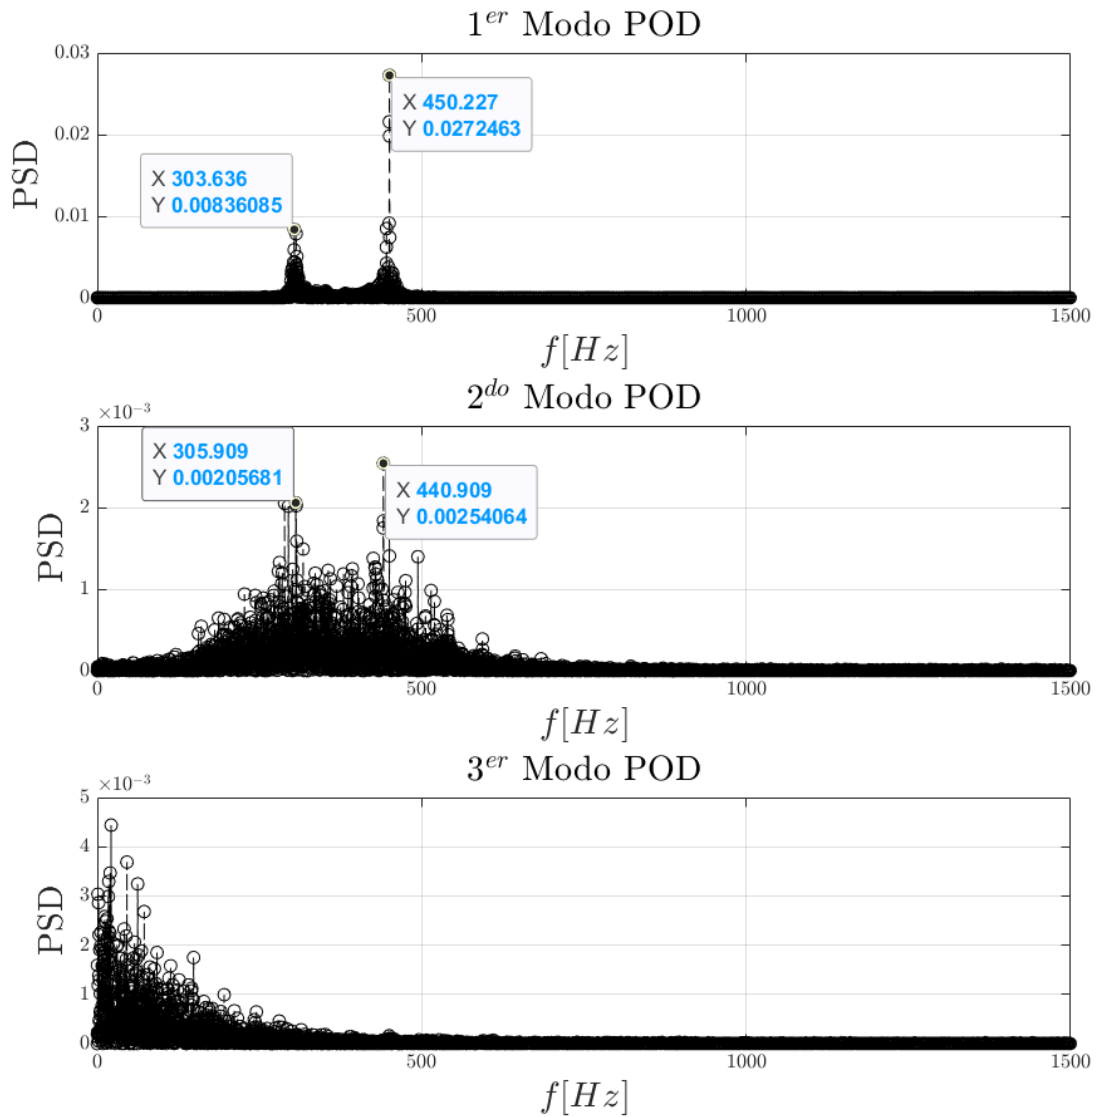 1^{er} Modo POD
0.03
0.02
0.01
0
PSD
X 450.227
Y 0.0272463
X 303.636
Y 0.00836085
0 500 1000 1500
f[Hz]
2^{do} Modo POD
×10^{-3}
3
2
1
0
PSD
X 305.909
Y 0.00205681
X 440.909
Y 0.00254064
0 500 1000 1500
f[Hz]
3^{er} Modo POD
×10^{-3}
5
4
3
2
1
0
PSD
0 500 1000 1500
f[Hz]